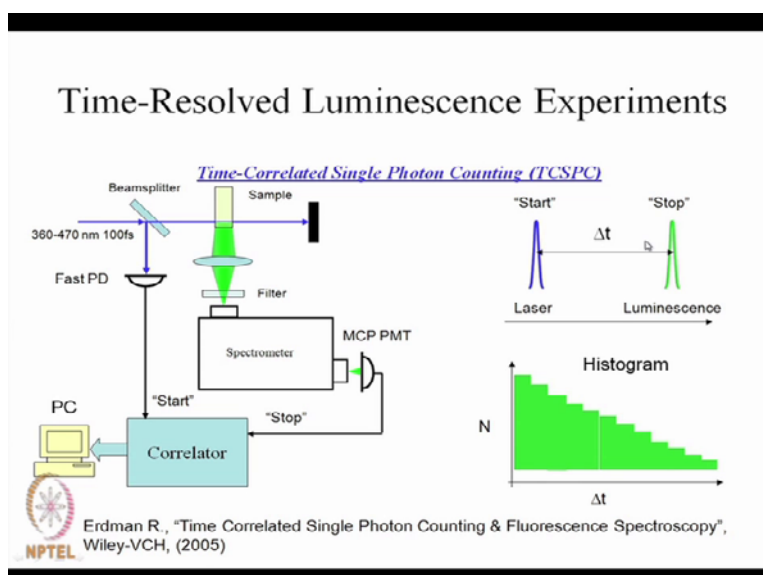 Time-Resolved Luminescence Experiments
Time-Correlated Single Photon Counting (TCSPC)
Beamsplitter
Sample
360-470 nm 100fs
Fast PD
Filter
Spectrometer
MCP PMT
"Start"
"Stop"
PC
Correlator
"Start"
"Stop"
Δt
Laser
Luminescence
Histogram
N
Δt
NPTEL
Erdman R., "Time Correlated Single Photon Counting & Fluorescence Spectroscopy",
Wiley-VCH, (2005)